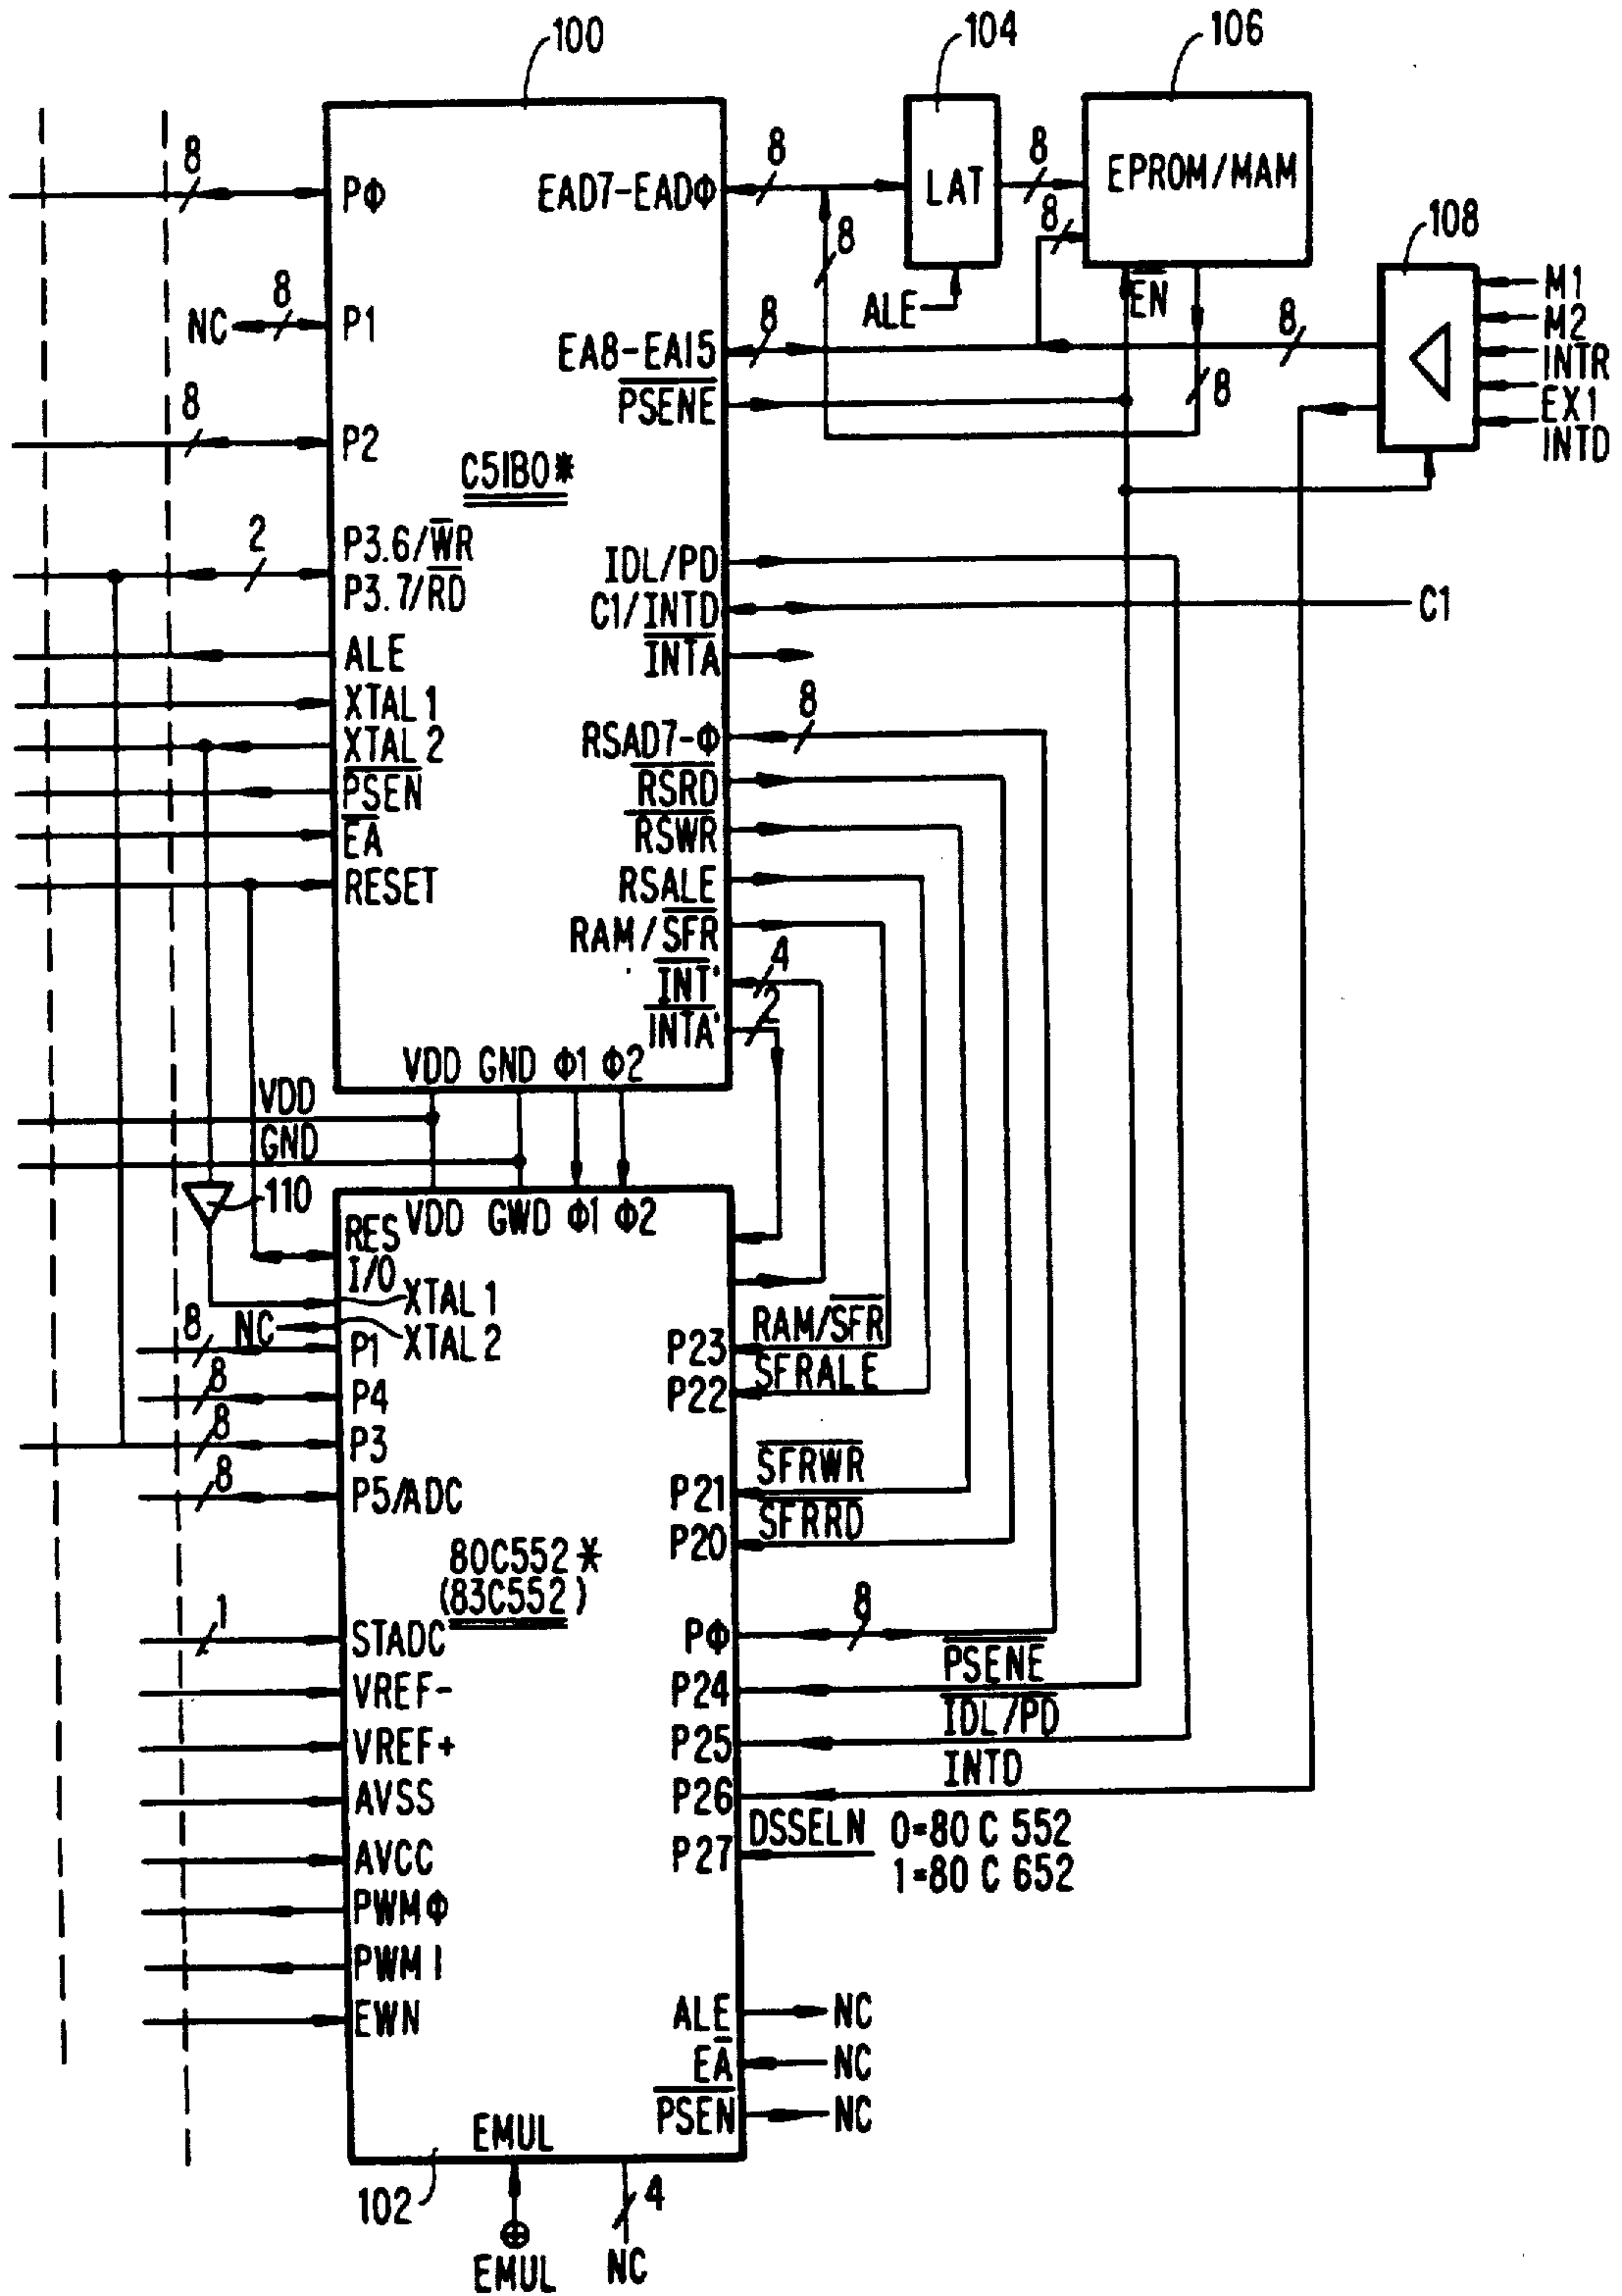 100
104
106
8
PΦ
EAD7-EADΦ
8
8
LAT
8
EPROM/MAM
8
ALE
EN
108
M1
M2
INTR
EX1
INTD
NC
8
P1
EA8-EA15
8
8
PSENE
8
8
P2
C51B0*
2
P3.6/WR
P3.7/RD
IDL/PD
C1/INTD
C1
INTA
ALE
XTAL 1
XTAL 2
PSEN
EA
RESET
RSAD7-Φ
8
RSRD
RSWR
RSALE
RAM/SFR
INT'
4
INTA'
2
VDD GND Φ1 Φ2
VDD
GND
110
VDD GWD Φ1 Φ2
RES
I/O
XTAL 1
NC
XTAL 2
8
P1
8
P4
8
P3
8
P5/ADC
P23
RAM/SFR
P22
SFRALE
P21
SFRWR
P20
SFRRD
80C552*
(83C552)
1
STADC
VREF-
VREF+
AVSS
AVCC
PWMΦ
PWM1
EWN
PΦ
8
P24
PSENE
P25
IDL/PD
P26
INTD
P27
DSSELN
0=80 C 552
1=80 C 652
ALE
NC
EA
NC
PSEN
NC
EMUL
102
4
EMUL
NC